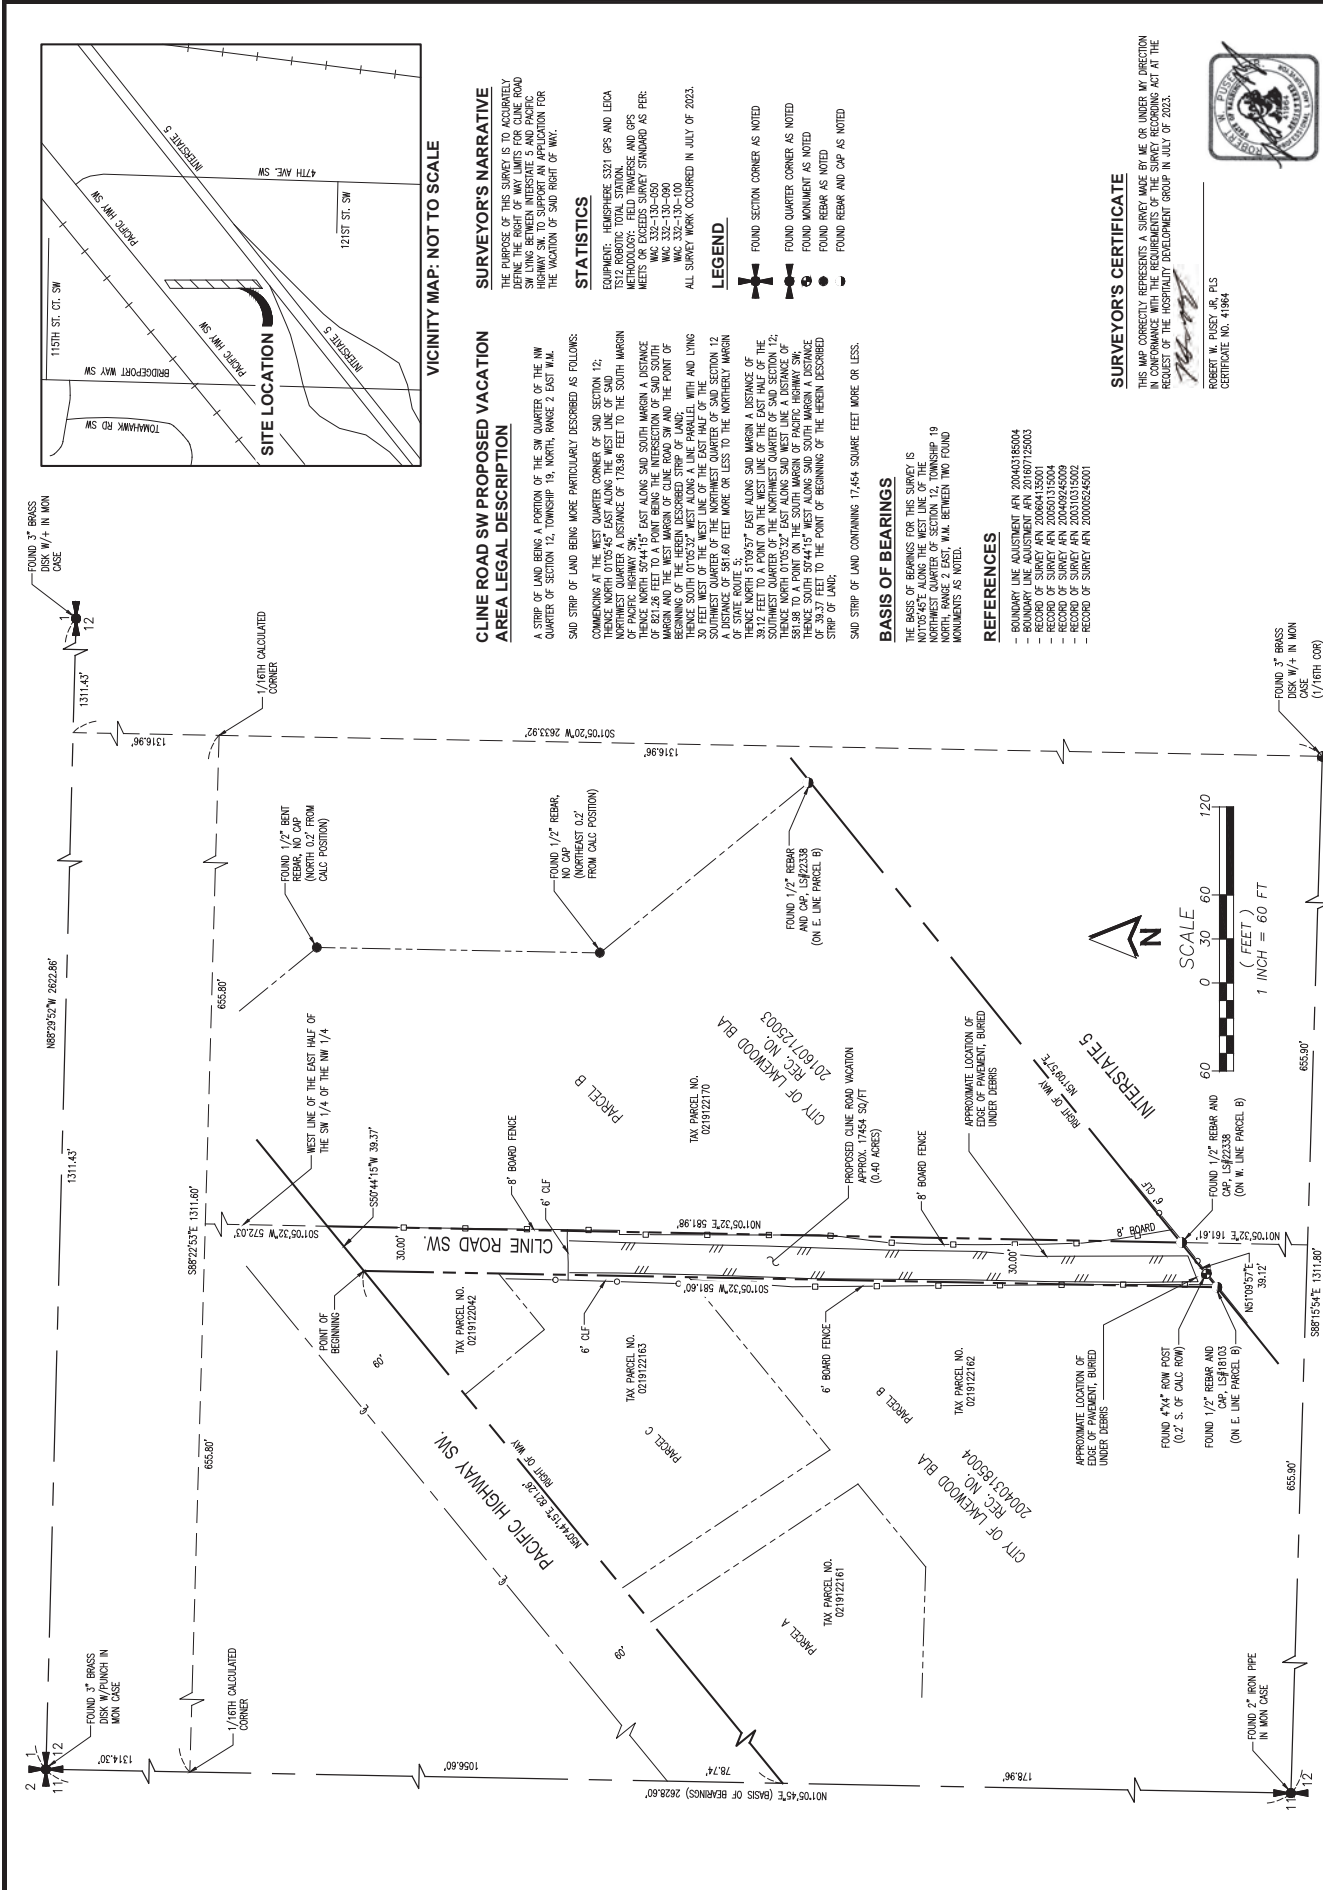 2
1
11
12
FOUND 3" BRASS
DISK W/PUNCH IN
MON CASE
N88°29'52"W 2622.86'
1311.43'
1311.43'
1
12
FOUND 3" BRASS
DISK W/+ IN MON
CASE
1314.30'
1/16TH CALCULATED
CORNER
655.80'
S88°22'53"E 1311.60'
655.80'
1/16TH CALCULATED
CORNER
1316.96'
S01°05'20"W 2633.92'
1316.96'
1056.60'
78.74'
N01°05'45"E (BASIS OF BEARINGS) 2628.60'
178.96'
60'
60'
PACIFIC HIGHWAY SW.
N50°44'15"E 821.26'
RIGHT OF WAY
POINT OF
BEGINNING
S01°05'32"W 572.03'
WEST LINE OF THE EAST HALF OF
THE SW 1/4 OF THE NW 1/4
S50°44'15"W 39.37'
30.00'
CLINE ROAD SW.
8' BOARD FENCE
6' CLF
FOUND 1/2" BENT
REBAR, NO CAP
(NORTH 0.2' FROM
CALC POSITION)
FOUND 1/2" REBAR,
NO CAP
(NORTHEAST 0.2'
FROM CALC POSITION)
TAX PARCEL NO.
0219122042
6' CLF
TAX PARCEL NO.
0219122163
PARCEL C
S01°05'32"W 581.60'
N01°05'32"E 581.98'
PARCEL B
TAX PARCEL NO.
0219122170
CITY OF LAKEWOOD BLA
REC. NO.
201607125003
PROPOSED CLINE ROAD VACATION
APPROX. 17454 SQ/FT
(0.40 ACRES)
FOUND 1/2" REBAR
AND CAP, LS#22338
(ON E. LINE PARCEL B)
PARCEL A
TAX PARCEL NO.
0219122161
6' BOARD FENCE
PARCEL B
TAX PARCEL NO.
0219122162
CITY OF LAKEWOOD BLA
REC. NO.
200403185004
8' BOARD FENCE
APPROXIMATE LOCATION OF
EDGE OF PAVEMENT, BURIED
UNDER DEBRIS
30.00'
N51°09'57"E
RIGHT OF WAY
INTERSTATE 5
6' CLF
8' BOARD
APPROXIMATE LOCATION OF
EDGE OF PAVEMENT, BURIED
UNDER DEBRIS
FOUND 4"X4" ROW POST
(0.2' S. OF CALC ROW)
FOUND 1/2" REBAR AND
CAP, LS#18103
(ON E. LINE PARCEL B)
N51°09'57"E
39.12'
N01°05'32"E 161.61'
FOUND 1/2" REBAR AND
CAP, LS#22338
(ON W. LINE PARCEL B)
N
SCALE
60 0 30 60 120
( FEET )
1 INCH = 60 FT
FOUND 2" IRON PIPE
IN MON CASE
11
12
655.90'
S88°15'54"E 1311.80'
655.90'
FOUND 3" BRASS
DISK W/+ IN MON
CASE
(1/16TH COR)
TOMAHAWK RD SW
115TH ST. CT. SW
BRIDGEPORT WAY SW
PACIFIC HWY SW
PACIFIC HWY SW
INTERSTATE 5
INTERSTATE 5
47TH AVE. SW
121ST ST. SW
SITE LOCATION
VICINITY MAP: NOT TO SCALE
CLINE ROAD SW PROPOSED VACATION
AREA LEGAL DESCRIPTION
A STRIP OF LAND BEING A PORTION OF THE SW QUARTER OF THE NW
QUARTER OF SECTION 12, TOWNSHIP 19, NORTH, RANGE 2 EAST W.M.
SAID STRIP OF LAND BEING MORE PARTICULARLY DESCRIBED AS FOLLOWS:
COMMENCING AT THE WEST QUARTER CORNER OF SAID SECTION 12;
THENCE NORTH 01°05'45" EAST ALONG THE WEST LINE OF SAID
NORTHWEST QUARTER A DISTANCE OF 178.96 FEET TO THE SOUTH MARGIN
OF PACIFIC HIGHWAY SW;
THENCE NORTH 50°44'15" EAST ALONG SAID SOUTH MARGIN A DISTANCE
OF 821.26 FEET TO A POINT BEING THE INTERSECTION OF SAID SOUTH
MARGIN AND THE WEST MARGIN OF CLINE ROAD SW AND THE POINT OF
BEGINNING OF THE HEREIN DESCRIBED STRIP OF LAND;
THENCE SOUTH 01°05'32" WEST ALONG A LINE PARALLEL WITH AND LYING
30 FEET WEST OF THE WEST LINE OF THE EAST HALF OF THE
SOUTHWEST QUARTER OF THE NORTHWEST QUARTER OF SAID SECTION 12
A DISTANCE OF 581.60 FEET MORE OR LESS TO THE NORTHERLY MARGIN
OF STATE ROUTE 5;
THENCE NORTH 51°09'57" EAST ALONG SAID MARGIN A DISTANCE OF
39.12 FEET TO A POINT ON THE WEST LINE OF THE EAST HALF OF THE
SOUTHWEST QUARTER OF THE NORTHWEST QUARTER OF SAID SECTION 12;
THENCE NORTH 01°05'32" EAST ALONG SAID WEST LINE A DISTANCE OF
581.98 TO A POINT ON THE SOUTH MARGIN OF PACIFIC HIGHWAY SW;
THENCE SOUTH 50°44'15" WEST ALONG SAID SOUTH MARGIN A DISTANCE
OF 39.37 FEET TO THE POINT OF BEGINNING OF THE HEREIN DESCRIBED
STRIP OF LAND;
SAID STRIP OF LAND CONTAINING 17,454 SQUARE FEET MORE OR LESS.
BASIS OF BEARINGS
THE BASIS OF BEARINGS FOR THIS SURVEY IS
N01°05'45"E ALONG THE WEST LINE OF THE
NORTHWEST QUARTER OF SECTION 12, TOWNSHIP 19
NORTH, RANGE 2 EAST, W.M. BETWEEN TWO FOUND
MONUMENTS AS NOTED.
REFERENCES
- BOUNDARY LINE ADJUSTMENT AFN 200403185004
- BOUNDARY LINE ADJUSTMENT AFN 201607125003
- RECORD OF SURVEY AFN 200604135001
- RECORD OF SURVEY AFN 200501315004
- RECORD OF SURVEY AFN 200409245009
- RECORD OF SURVEY AFN 200310315002
- RECORD OF SURVEY AFN 200005245001
SURVEYOR'S NARRATIVE
THE PURPOSE OF THIS SURVEY IS TO ACCURATELY
DEFINE THE RIGHT OF WAY LIMITS FOR CLINE ROAD
SW LYING BETWEEN INTERSTATE 5 AND PACIFIC
HIGHWAY SW. TO SUPPORT AN APPLICATION FOR
THE VACATION OF SAID RIGHT OF WAY.
STATISTICS
EQUIPMENT: HEMISPHERE S321 GPS AND LEICA
TS12 ROBOTIC TOTAL STATION.
METHODOLOGY: FIELD TRAVERSE AND GPS
MEETS OR EXCEEDS SURVEY STANDARD AS PER:
WAC 332-130-050
WAC 332-130-090
WAC 332-130-100
ALL SURVEY WORK OCCURRED IN JULY OF 2023.
LEGEND
FOUND SECTION CORNER AS NOTED
FOUND QUARTER CORNER AS NOTED
FOUND MONUMENT AS NOTED
FOUND REBAR AS NOTED
FOUND REBAR AND CAP AS NOTED
SURVEYOR'S CERTIFICATE
THIS MAP CORRECTLY REPRESENTS A SURVEY MADE BY ME OR UNDER MY DIRECTION
IN CONFORMANCE WITH THE REQUIREMENTS OF THE SURVEY RECORDING ACT AT THE
REQUEST OF THE HOSPITALITY DEVELOPMENT GROUP IN JULY OF 2023.
ROBERT W. PUSEY JR, PLS
CERTIFICATE NO. 41964
ROBERT W. PUSEY
41964